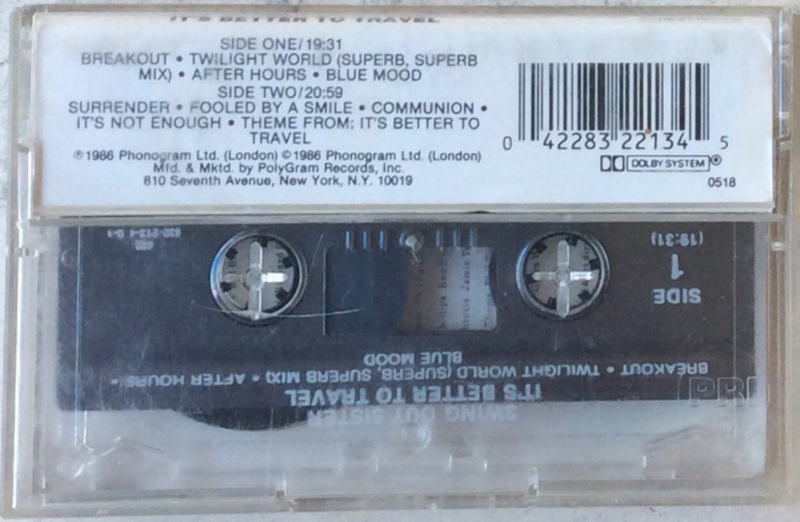 IT'S BETTER TO TRAVEL
SIDE ONE/19:31
BREAKOUT • TWILIGHT WORLD (SUPERB, SUPERB
MIX) • AFTER HOURS • BLUE MOOD
SIDE TWO/20:59
SURRENDER • FOOLED BY A SMILE • COMMUNION •
IT'S NOT ENOUGH • THEME FROM: IT'S BETTER TO
TRAVEL
℗1986 Phonogram Ltd. (London) ©1986 Phonogram Ltd. (London)
Mfd. & Mktd. by PolyGram Records, Inc.
810 Seventh Avenue, New York, N.Y. 10019
0 42283 22134 5
DOLBY SYSTEM®
0518
SWING OUT SISTER
IT'S BETTER TO TRAVEL
BREAKOUT • TWILIGHT WORLD (SUPERB, SUPERB MIX) • AFTER HOURS •
BLUE MOOD
SIDE
1
(19:31)